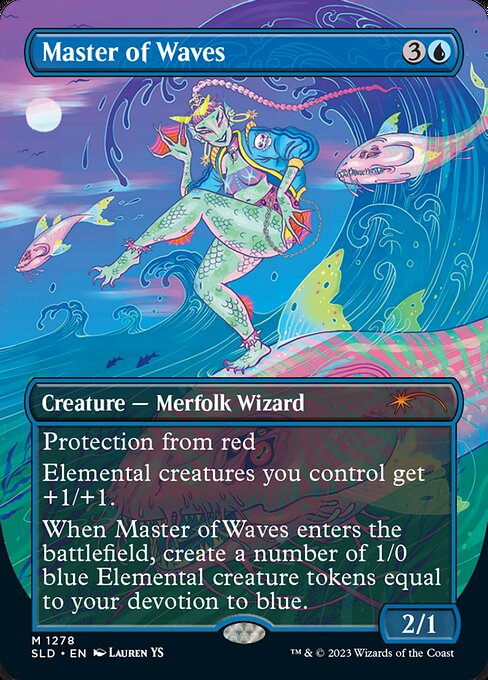 Master of Waves 3
Creature — Merfolk Wizard
Protection from red
Elemental creatures you control get
+1/+1.
When Master of Waves enters the
battlefield, create a number of 1/0
blue Elemental creature tokens equal
to your devotion to blue.
2/1
M 1278
SLD • EN Lauren YS
™ & © 2023 Wizards of the Coast